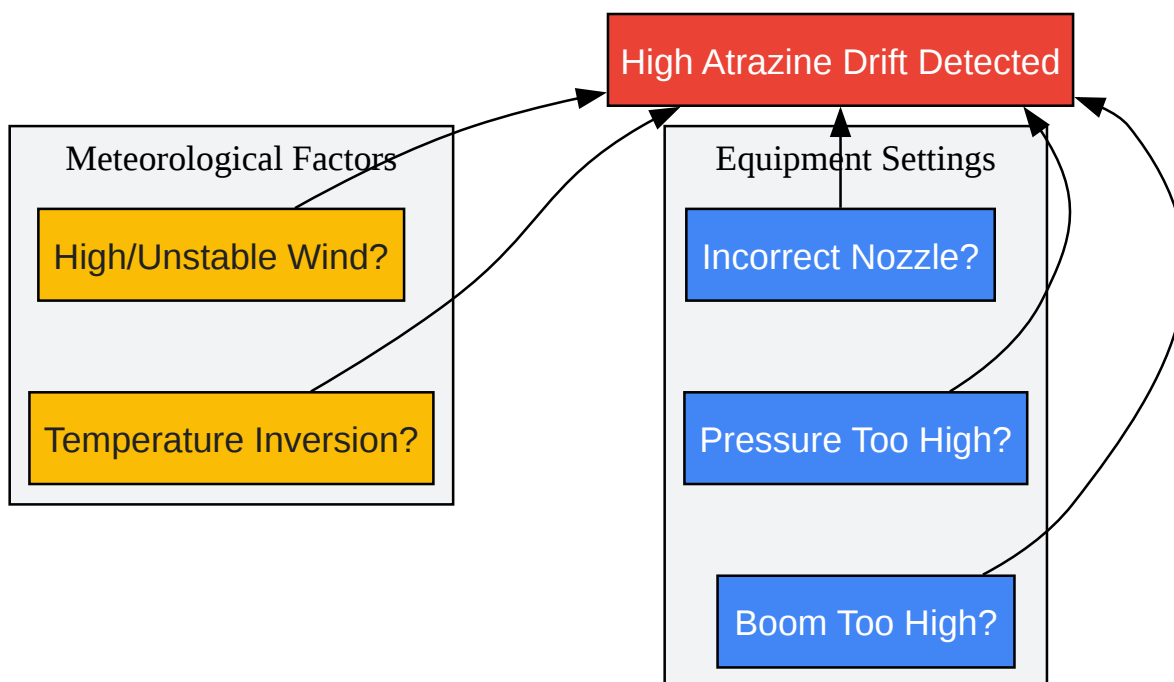 High Atrazine Drift Detected
Meteorological Factors
High/Unstable Wind?
Temperature Inversion?
Equipment Settings
Incorrect Nozzle?
Pressure Too High?
Boom Too High?